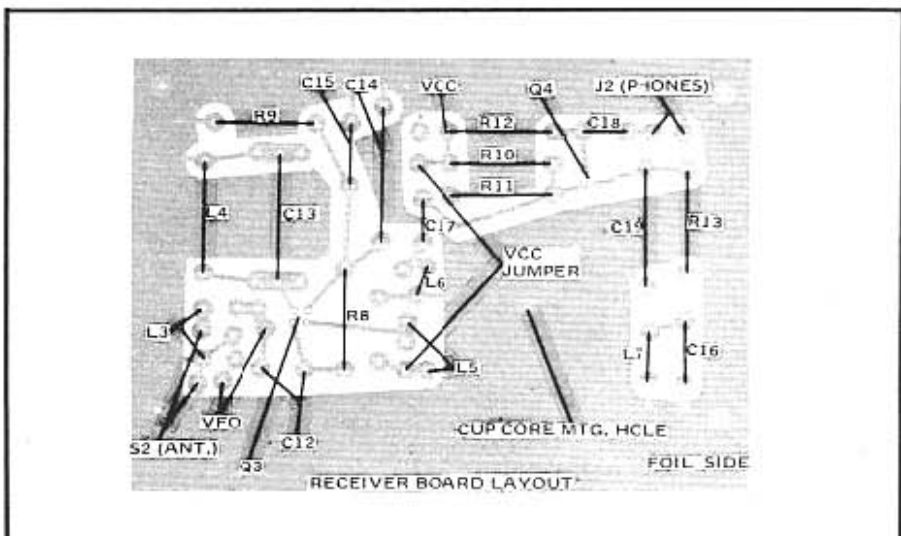 C15 C14 VCC Q4 J2 (PHONES)
R9 R12 C18
R10
R11
L4 C13 C17 C19 R13
VCC
JUMPER
L6
L3 R8
L5 L7 C16
VFO
S2 (ANT.) C12 CUP CORE MTG. HOLE
Q3 FOIL SIDE
RECEIVER BOARD LAYOUT